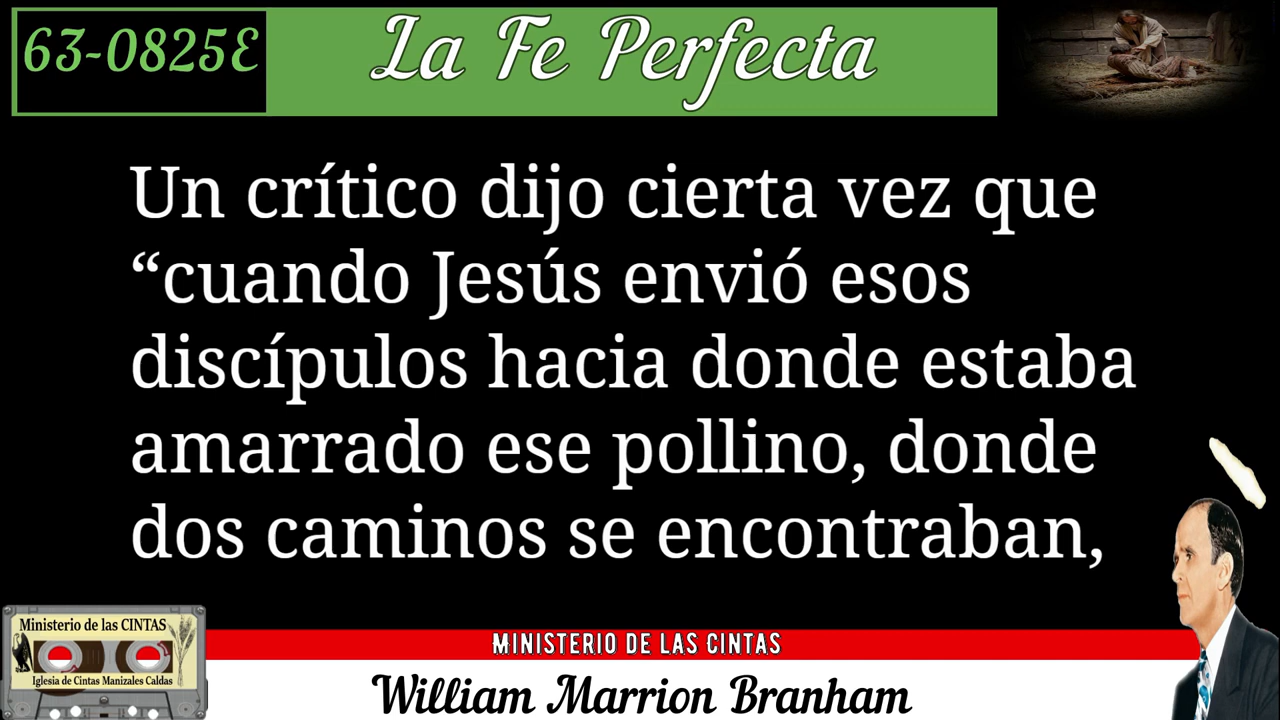 63-0825E
La Fe Perfecta
Un crítico dijo cierta vez que
“cuando Jesús envió esos
discípulos hacia donde estaba
amarrado ese pollino, donde
dos caminos se encontraban,
Ministerio de las CINTAS
Iglesia de Cintas Manizales Caldas
MINISTERIO DE LAS CINTAS
William Marrion Branham